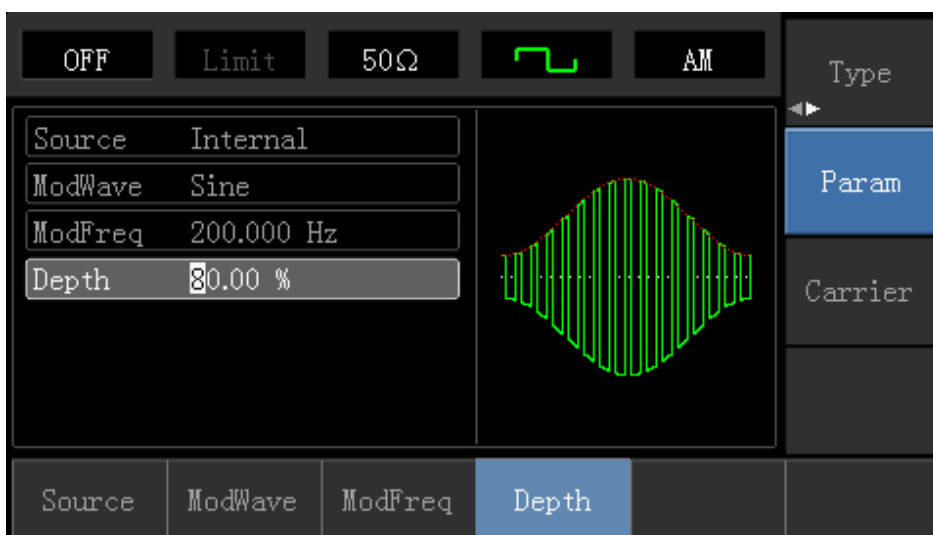 OFF Limit 50Ω AM
Type
Source Internal
ModWave Sine
ModFreq 200.000 Hz
Depth 80.00 %
Param
Carrier
Source ModWave ModFreq Depth